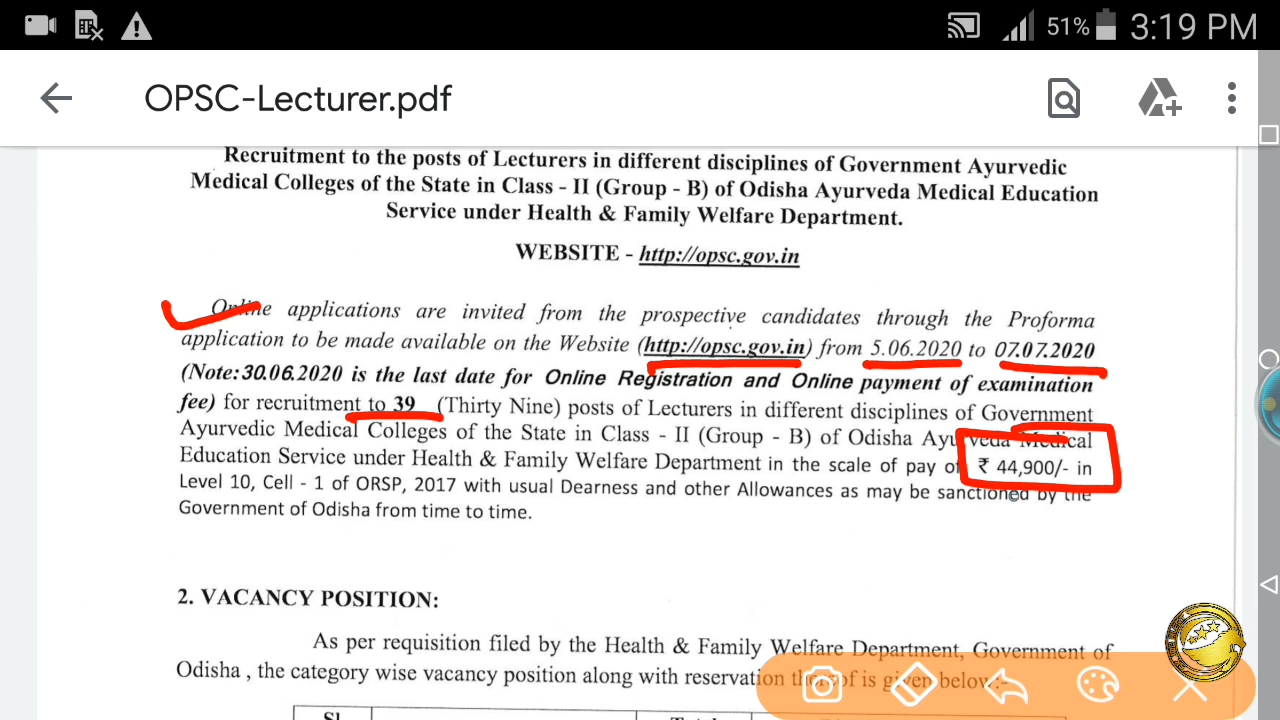 51% 3:19 PM
OPSC-Lecturer.pdf
Recruitment to the posts of Lecturers in different disciplines of Government Ayurvedic
Medical Colleges of the State in Class - II (Group - B) of Odisha Ayurveda Medical Education
Service under Health & Family Welfare Department.
WEBSITE - http://opsc.gov.in
Online applications are invited from the prospective candidates through the Proforma
application to be made available on the Website (http://opsc.gov.in) from 5.06.2020 to 07.07.2020
(Note:30.06.2020 is the last date for Online Registration and Online payment of examination
fee) for recruitment to 39 (Thirty Nine) posts of Lecturers in different disciplines of Government
Ayurvedic Medical Colleges of the State in Class - II (Group - B) of Odisha Ayurveda Medical
Education Service under Health & Family Welfare Department in the scale of pay of ₹ 44,900/- in
Level 10, Cell - 1 of ORSP, 2017 with usual Dearness and other Allowances as may be sanctioned by the
Government of Odisha from time to time.
2. VACANCY POSITION:
As per requisition filed by the Health & Family Welfare Department, Government of
Odisha , the category wise vacancy position along with reservation thereof is given below:-
Sl